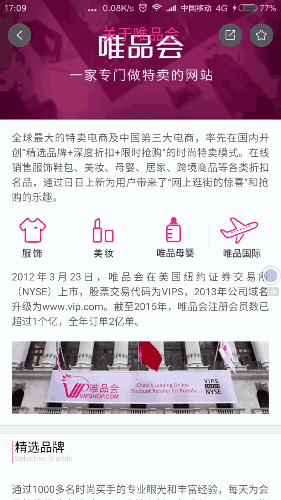 17:09 ... 0.08K/s 中国移动 4G 77%
关于唯品会
唯品会
一家专门做特卖的网站
全球最大的特卖电商及中国第三大电商，率先在国内开
创“精选品牌+深度折扣+限时抢购”的时尚特卖模式。在线
销售服饰鞋包、美妆、母婴、居家、跨境商品等各类折扣
名品，通过日日上新为用户带来了“网上逛街的惊喜”和抢
购的乐趣。
服饰 美妆 唯品母婴 唯品国际
2012年3月23日，唯品会在美国纽约证券交易所
（NYSE）上市，股票交易代码为VIPS，2013年公司域名
升级为www.vip.com。截至2015年，唯品会注册会员数已
超过1个亿，全年订单2亿单。
VIP 唯品会
VIPSHOP.COM
China's Leading Online
Discount Retailer for Brands
VIPS
LISTED
NYSE
精选品牌
Selective Brands
通过1000多名时尚买手的专业眼光和丰富经验，每天为会